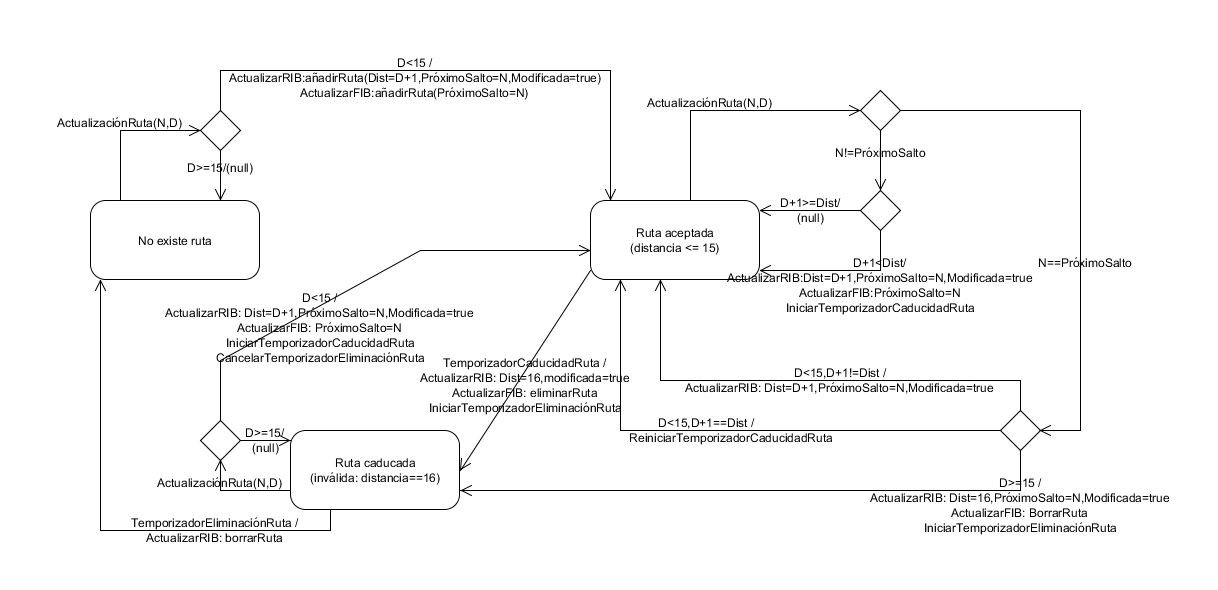 D<15 /
ActualizarRIB:añadirRuta(Dist=D+1,PróximoSalto=N,Modificada=true)
ActualizarFIB:añadirRuta(PróximoSalto=N)
ActualizaciónRuta(N,D)
D>=15/(null)
No existe ruta
ActualizaciónRuta(N,D)
N!=PróximoSalto
D+1>=Dist/
(null)
Ruta aceptada
(distancia <= 15)
D+1<Dist/
ActualizarRIB:Dist=D+1,PróximoSalto=N,Modificada=true
ActualizarFIB:PróximoSalto=N
IniciarTemporizadorCaducidadRuta
N==PróximoSalto
D<15 /
ActualizarRIB: Dist=D+1,PróximoSalto=N,Modificada=true
ActualizarFIB: PróximoSalto=N
IniciarTemporizadorCaducidadRuta
CancelarTemporizadorEliminaciónRuta
TemporizadorCaducidadRuta /
ActualizarRIB: Dist=16,modificada=true
ActualizarFIB: eliminarRuta
IniciarTemporizadorEliminaciónRuta
D<15,D+1!=Dist /
ActualizarRIB: Dist=D+1,PróximoSalto=N,Modificada=true
D<15,D+1==Dist /
ReiniciarTemporizadorCaducidadRuta
D>=15/
(null)
Ruta caducada
(inválida: distancia==16)
ActualizaciónRuta(N,D)
D>=15 /
ActualizarRIB: Dist=16,PróximoSalto=N,Modificada=true
ActualizarFIB: BorrarRuta
IniciarTemporizadorEliminaciónRuta
TemporizadorEliminaciónRuta /
ActualizarRIB: borrarRuta